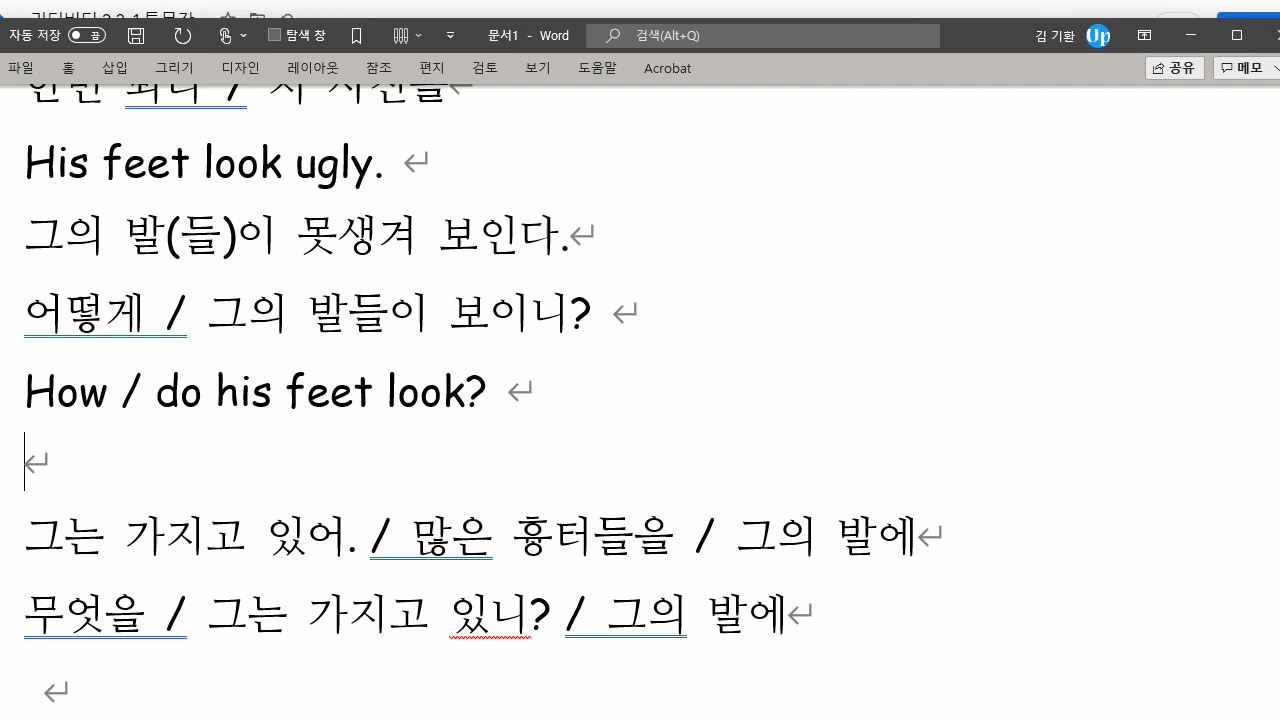 자동 저장 끔 탐색 창 문서1 - Word 검색(Alt+Q) 김 기환 Up
파일 홈 삽입 그리기 디자인 레이아웃 참조 편지 검토 보기 도움말 Acrobat 공유 메모
His feet look ugly.
그의 발(들)이 못생겨 보인다.
어떻게 / 그의 발들이 보이니?
How / do his feet look?
그는 가지고 있어. / 많은 흉터들을 / 그의 발에
무엇을 / 그는 가지고 있니? / 그의 발에